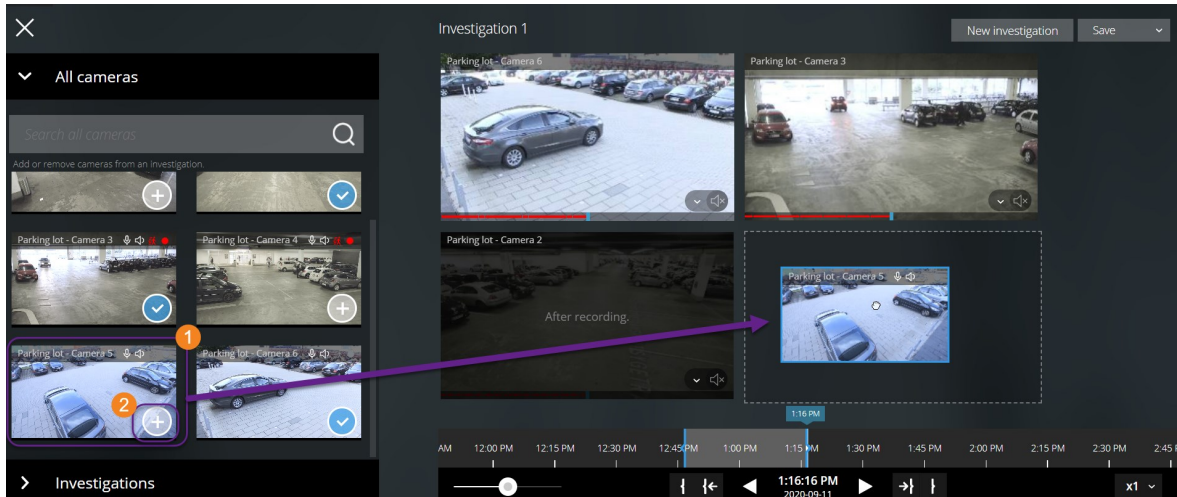 Investigation 1
New investigation
Save
All cameras
Search all cameras
Add or remove cameras from an investigation.
Parking lot - Camera 3
Parking lot - Camera 4
1
Parking lot - Camera 5
Parking lot - Camera 6
2
Investigations
Parking lot - Camera 6
Parking lot - Camera 3
Parking lot - Camera 2
After recording.
Parking lot - Camera 5
1:16 PM
AM 12:00 PM 12:15 PM 12:30 PM 12:45 PM 1:00 PM 1:15 PM 1:30 PM 1:45 PM 2:00 PM 2:15 PM 2:30 PM 2:45
1:16:16 PM
2020-09-11
x1